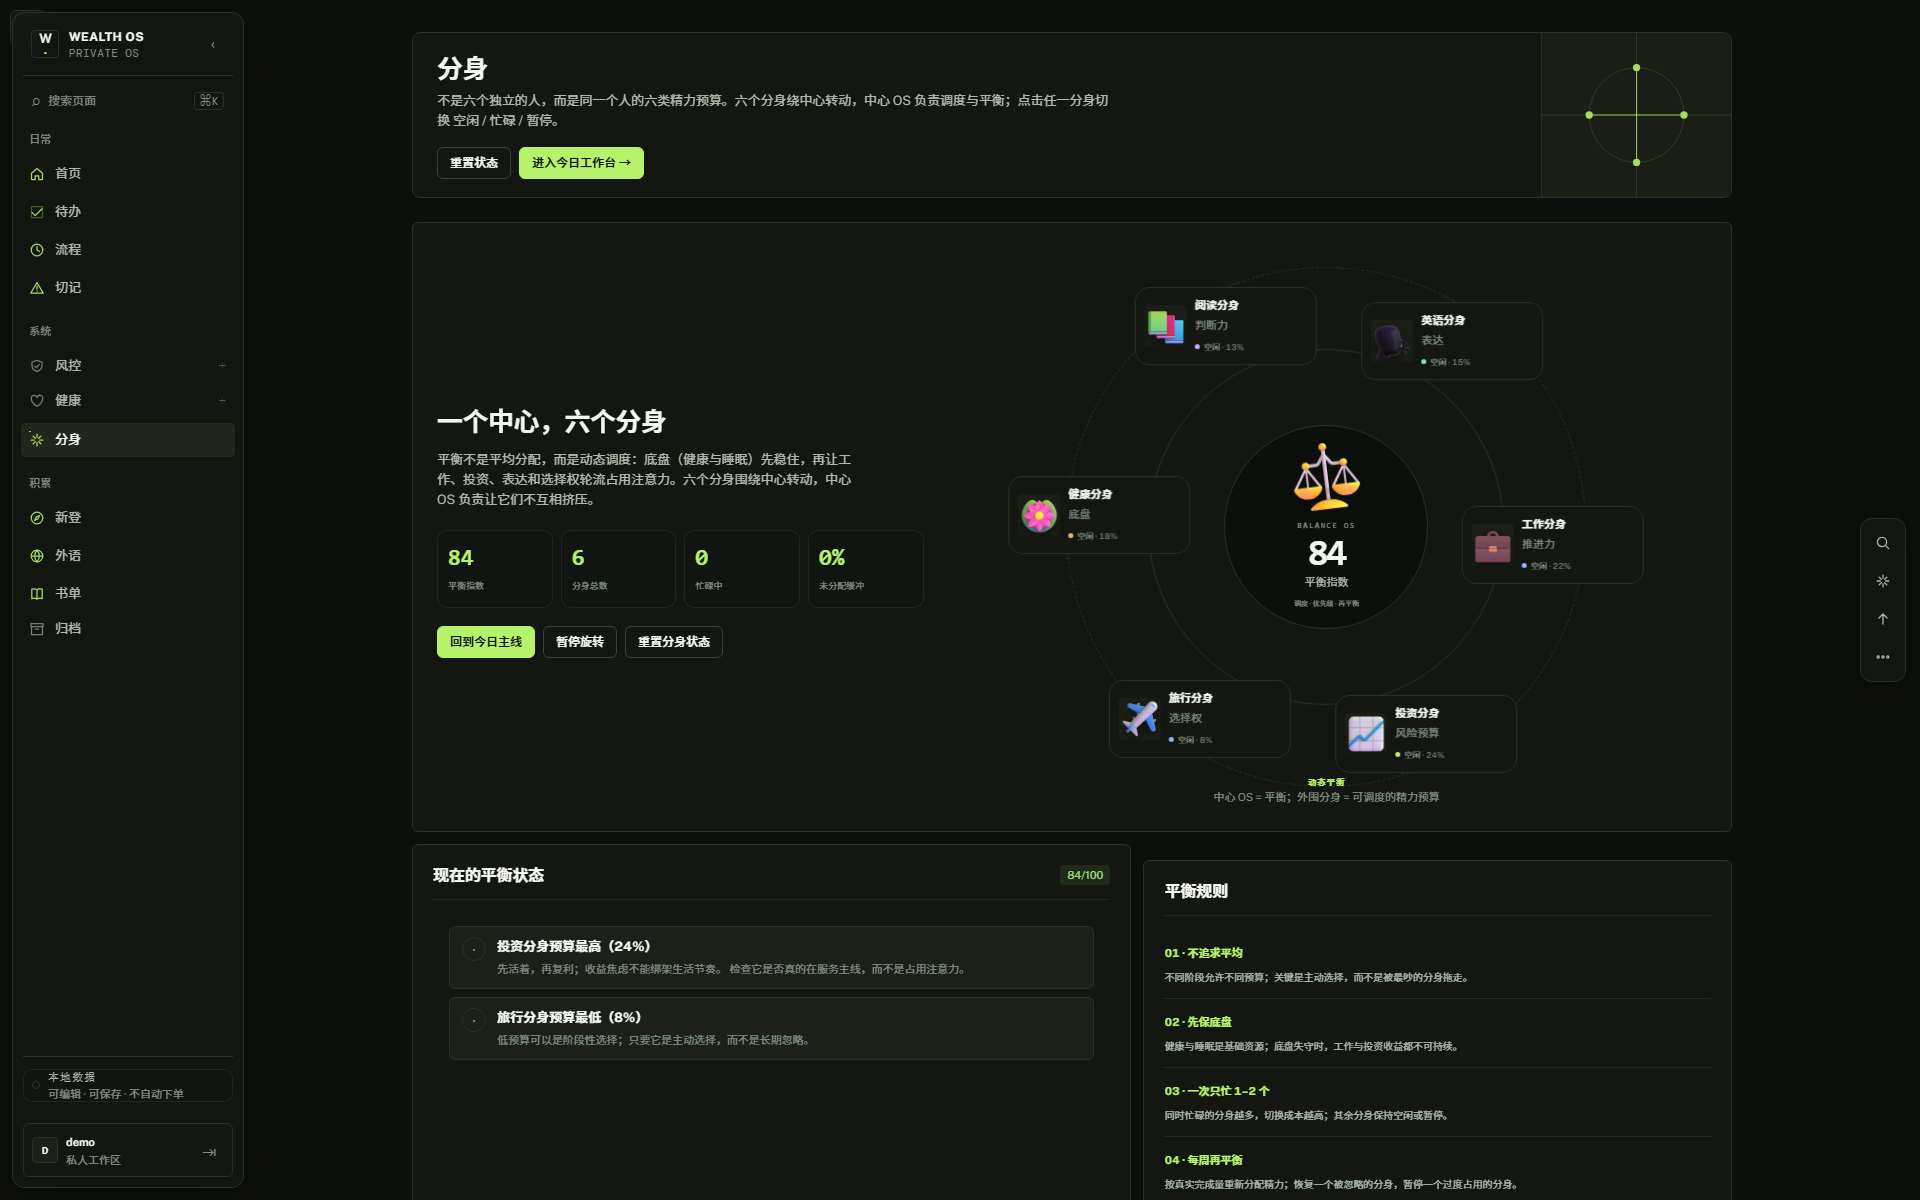 W
WEALTH OS
PRIVATE OS
‹
搜索页面
⌘K
日常
首页
待办
流程
切记
系统
风控
+
健康
+
分身
积累
新登
外语
书单
归档
本地数据
可编辑 · 可保存 · 不自动下单
D
demo
私人工作区
分身
不是六个独立的人，而是同一个人的六类精力预算。六个分身绕中心转动，中心 OS 负责调度与平衡；点击任一分身切
换 空闲 / 忙碌 / 暂停。
重置状态
进入今日工作台 →
一个中心，六个分身
平衡不是平均分配，而是动态调度：底盘（健康与睡眠）先稳住，再让工
作、投资、表达和选择权轮流占用注意力。六个分身围绕中心转动，中心
OS 负责让它们不互相挤压。
84
平衡指数
6
分身总数
0
忙碌中
0%
未分配缓冲
回到今日主线
暂停旋转
重置分身状态
阅读分身
判断力
空闲 · 13%
英语分身
表达
空闲 · 15%
健康分身
底盘
空闲 · 18%
BALANCE OS
84
平衡指数
调度 · 优先级 · 再平衡
工作分身
推进力
空闲 · 22%
旅行分身
选择权
空闲 · 8%
投资分身
风险预算
空闲 · 24%
动态平衡
中心 OS = 平衡；外围分身 = 可调度的精力预算
现在的平衡状态
84/100
投资分身预算最高（24%）
先活着，再复利；收益焦虑不能绑架生活节奏。 检查它是否真的在服务主线，而不是占用注意力。
旅行分身预算最低（8%）
低预算可以是阶段性选择；只要它是主动选择，而不是长期忽略。
平衡规则
01 · 不追求平均
不同阶段允许不同预算；关键是主动选择，而不是被最吵的分身拖走。
02 · 先保底盘
健康与睡眠是基础资源；底盘失守时，工作与投资收益都不可持续。
03 · 一次只忙 1–2 个
同时忙碌的分身越多，切换成本越高；其余分身保持空闲或暂停。
04 · 每周再平衡
按真实完成量重新分配精力；恢复一个被忽略的分身，暂停一个过度占用的分身。